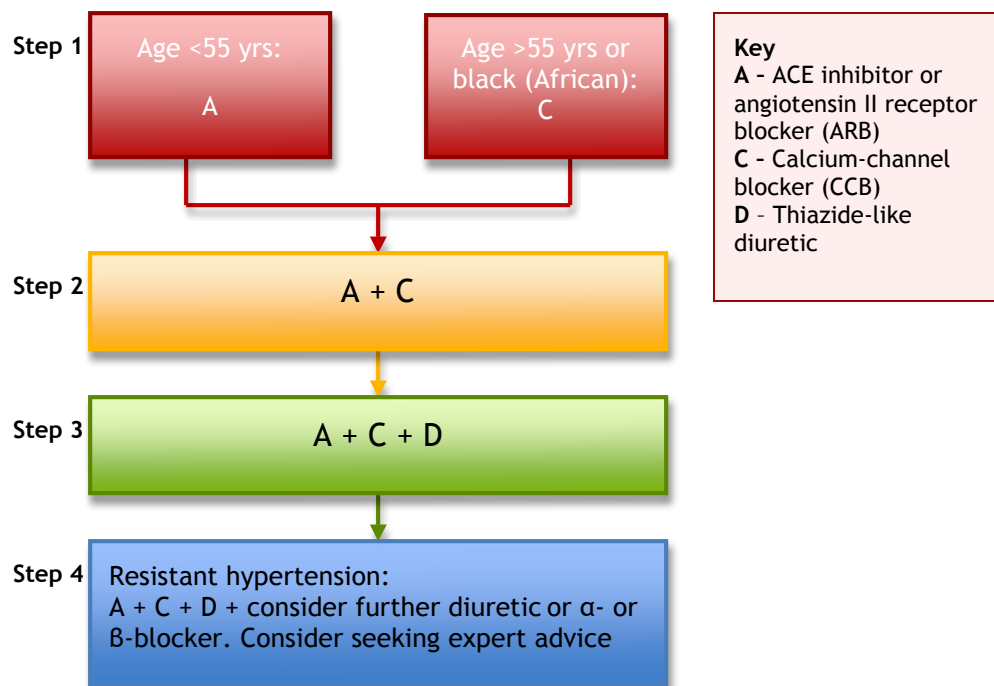 Step 1
Age <55 yrs:
A
Age >55 yrs or
black (African):
C
Key
A – ACE inhibitor or
angiotensin II receptor
blocker (ARB)
C – Calcium-channel
blocker (CCB)
D – Thiazide-like
diuretic
Step 2
A + C
Step 3
A + C + D
Step 4
Resistant hypertension:
A + C + D + consider further diuretic or α- or
ß-blocker. Consider seeking expert advice